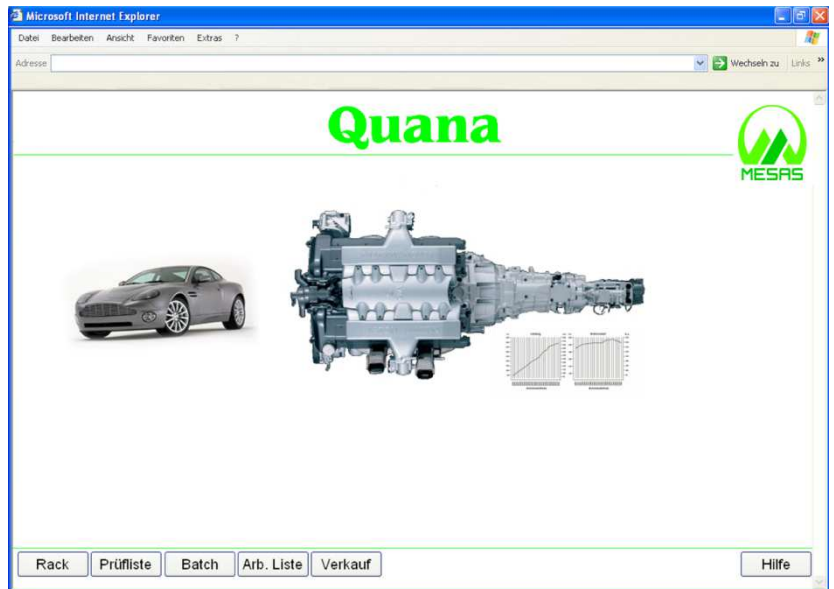 Microsoft Internet Explorer
Datei Bearbeiten Ansicht Favoriten Extras ?
Adresse Wechseln zu Links »
Quana
MESAS
Rack Prüfliste Batch Arb. Liste Verkauf Hilfe